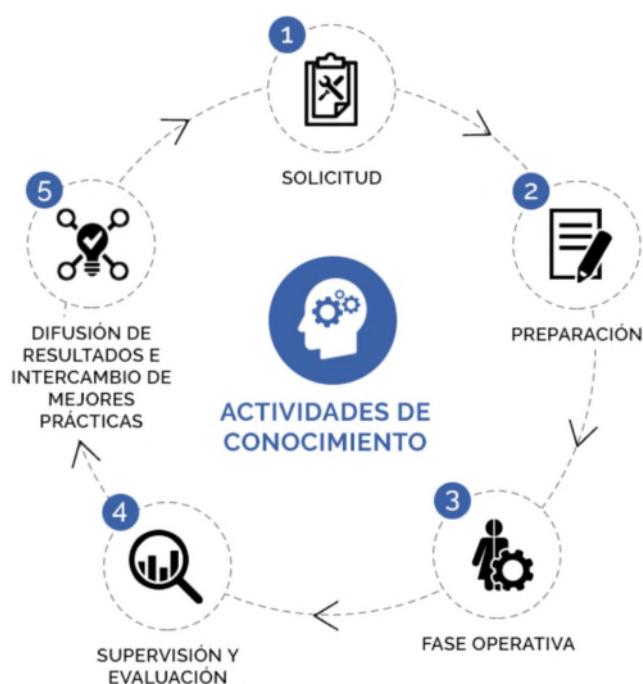 1
SOLICITUD
2
PREPARACIÓN
3
FASE OPERATIVA
4
SUPERVISIÓN Y
EVALUACIÓN
5
DIFUSIÓN DE
RESULTADOS E
INTERCAMBIO DE
MEJORES
PRÁCTICAS
ACTIVIDADES DE
CONOCIMIENTO